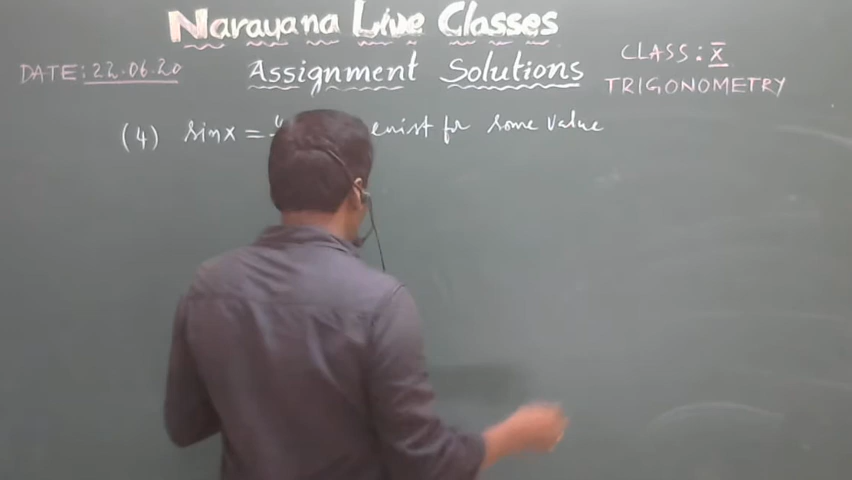 Narayana Live Classes
DATE: 22.06.20 Assignment Solutions CLASS: X
TRIGONOMETRY
(4) sinx = exist for some value